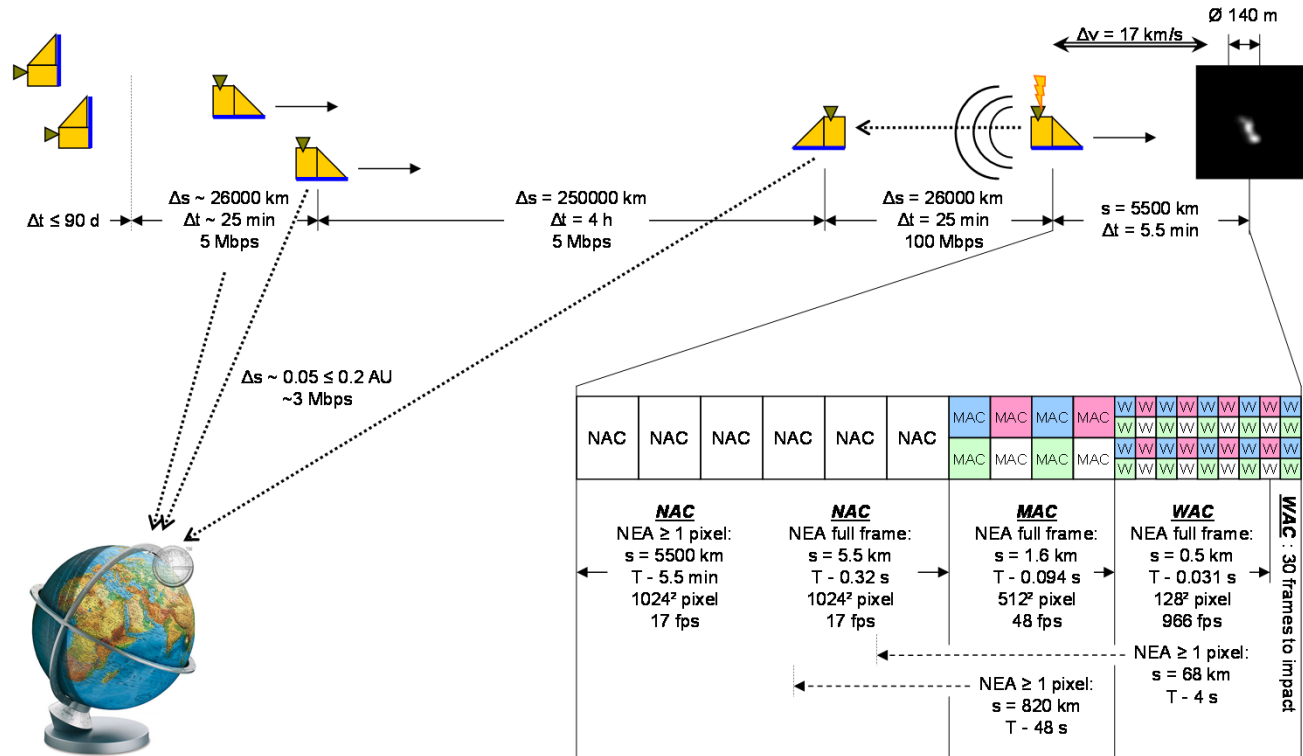 Ø 140 m
Δv = 17 km/s
Δt ≤ 90 d
Δs ~ 26000 km
Δt ~ 25 min
5 Mbps
Δs = 250000 km
Δt = 4 h
5 Mbps
Δs = 26000 km
Δt = 25 min
100 Mbps
s = 5500 km
Δt = 5.5 min
Δs ~ 0.05 ≤ 0.2 AU
~3 Mbps
NAC NAC NAC NAC NAC NAC
MAC MAC MAC MAC
MAC MAC MAC MAC
W W W W W W W W W
W W W W W W W W W
W W W W W W W W W
W W W W W W W W W
NAC
NEA ≥ 1 pixel:
s = 5500 km
T - 5.5 min
1024² pixel
17 fps
NAC
NEA full frame:
s = 5.5 km
T - 0.32 s
1024² pixel
17 fps
MAC
NEA full frame:
s = 1.6 km
T - 0.094 s
512² pixel
48 fps
WAC
NEA full frame:
s = 0.5 km
T - 0.031 s
128² pixel
966 fps
WAC : 30 frames to impact
NEA ≥ 1 pixel:
s = 68 km
T - 4 s
NEA ≥ 1 pixel:
s = 820 km
T - 48 s